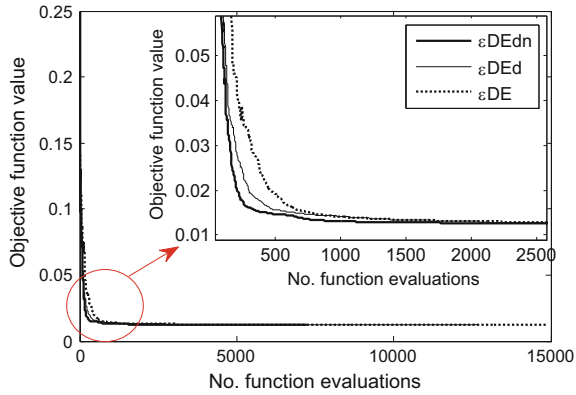 Objective function value
0.25
0.2
0.15
0.1
0.05
0
0
5000
10000
15000
No. function evaluations
Objective function value
0.05
0.04
0.03
0.02
0.01
500
1000
1500
2000
2500
No. function evaluations
εDEdn
εDEd
εDE